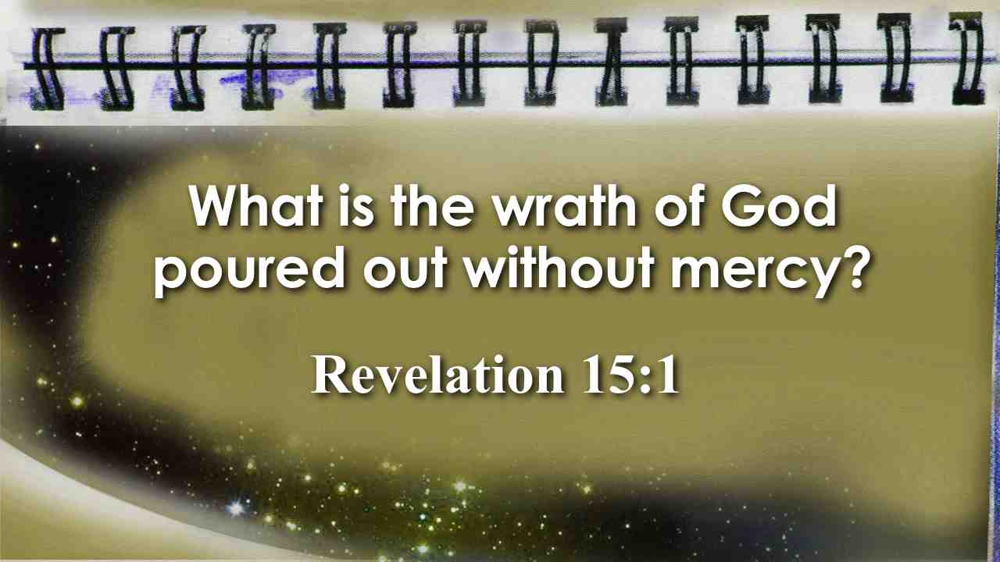 What is the wrath of God
poured out without mercy?
Revelation 15:1